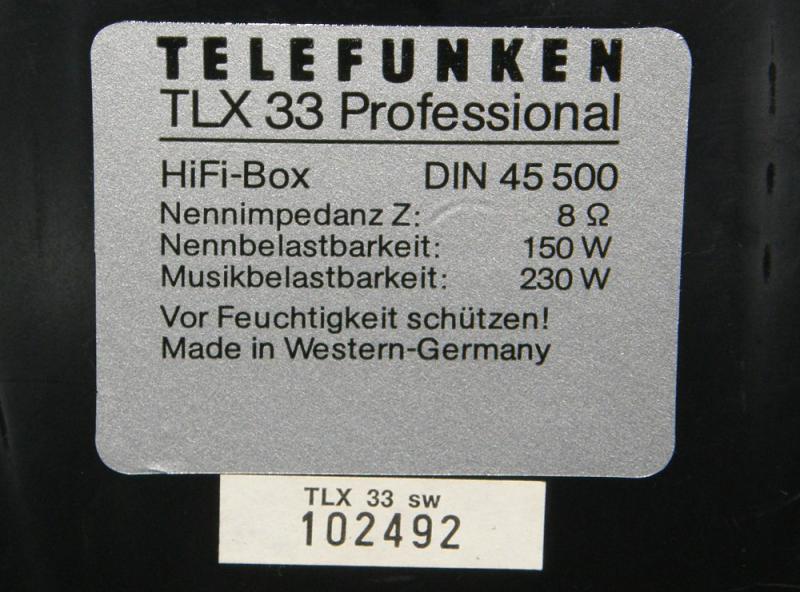 TELEFUNKEN
TLX 33 Professional
HiFi-Box DIN 45 500
Nennimpedanz Z: 8 Ω
Nennbelastbarkeit: 150 W
Musikbelastbarkeit: 230 W
Vor Feuchtigkeit schützen!
Made in Western-Germany
TLX 33 sw
102492